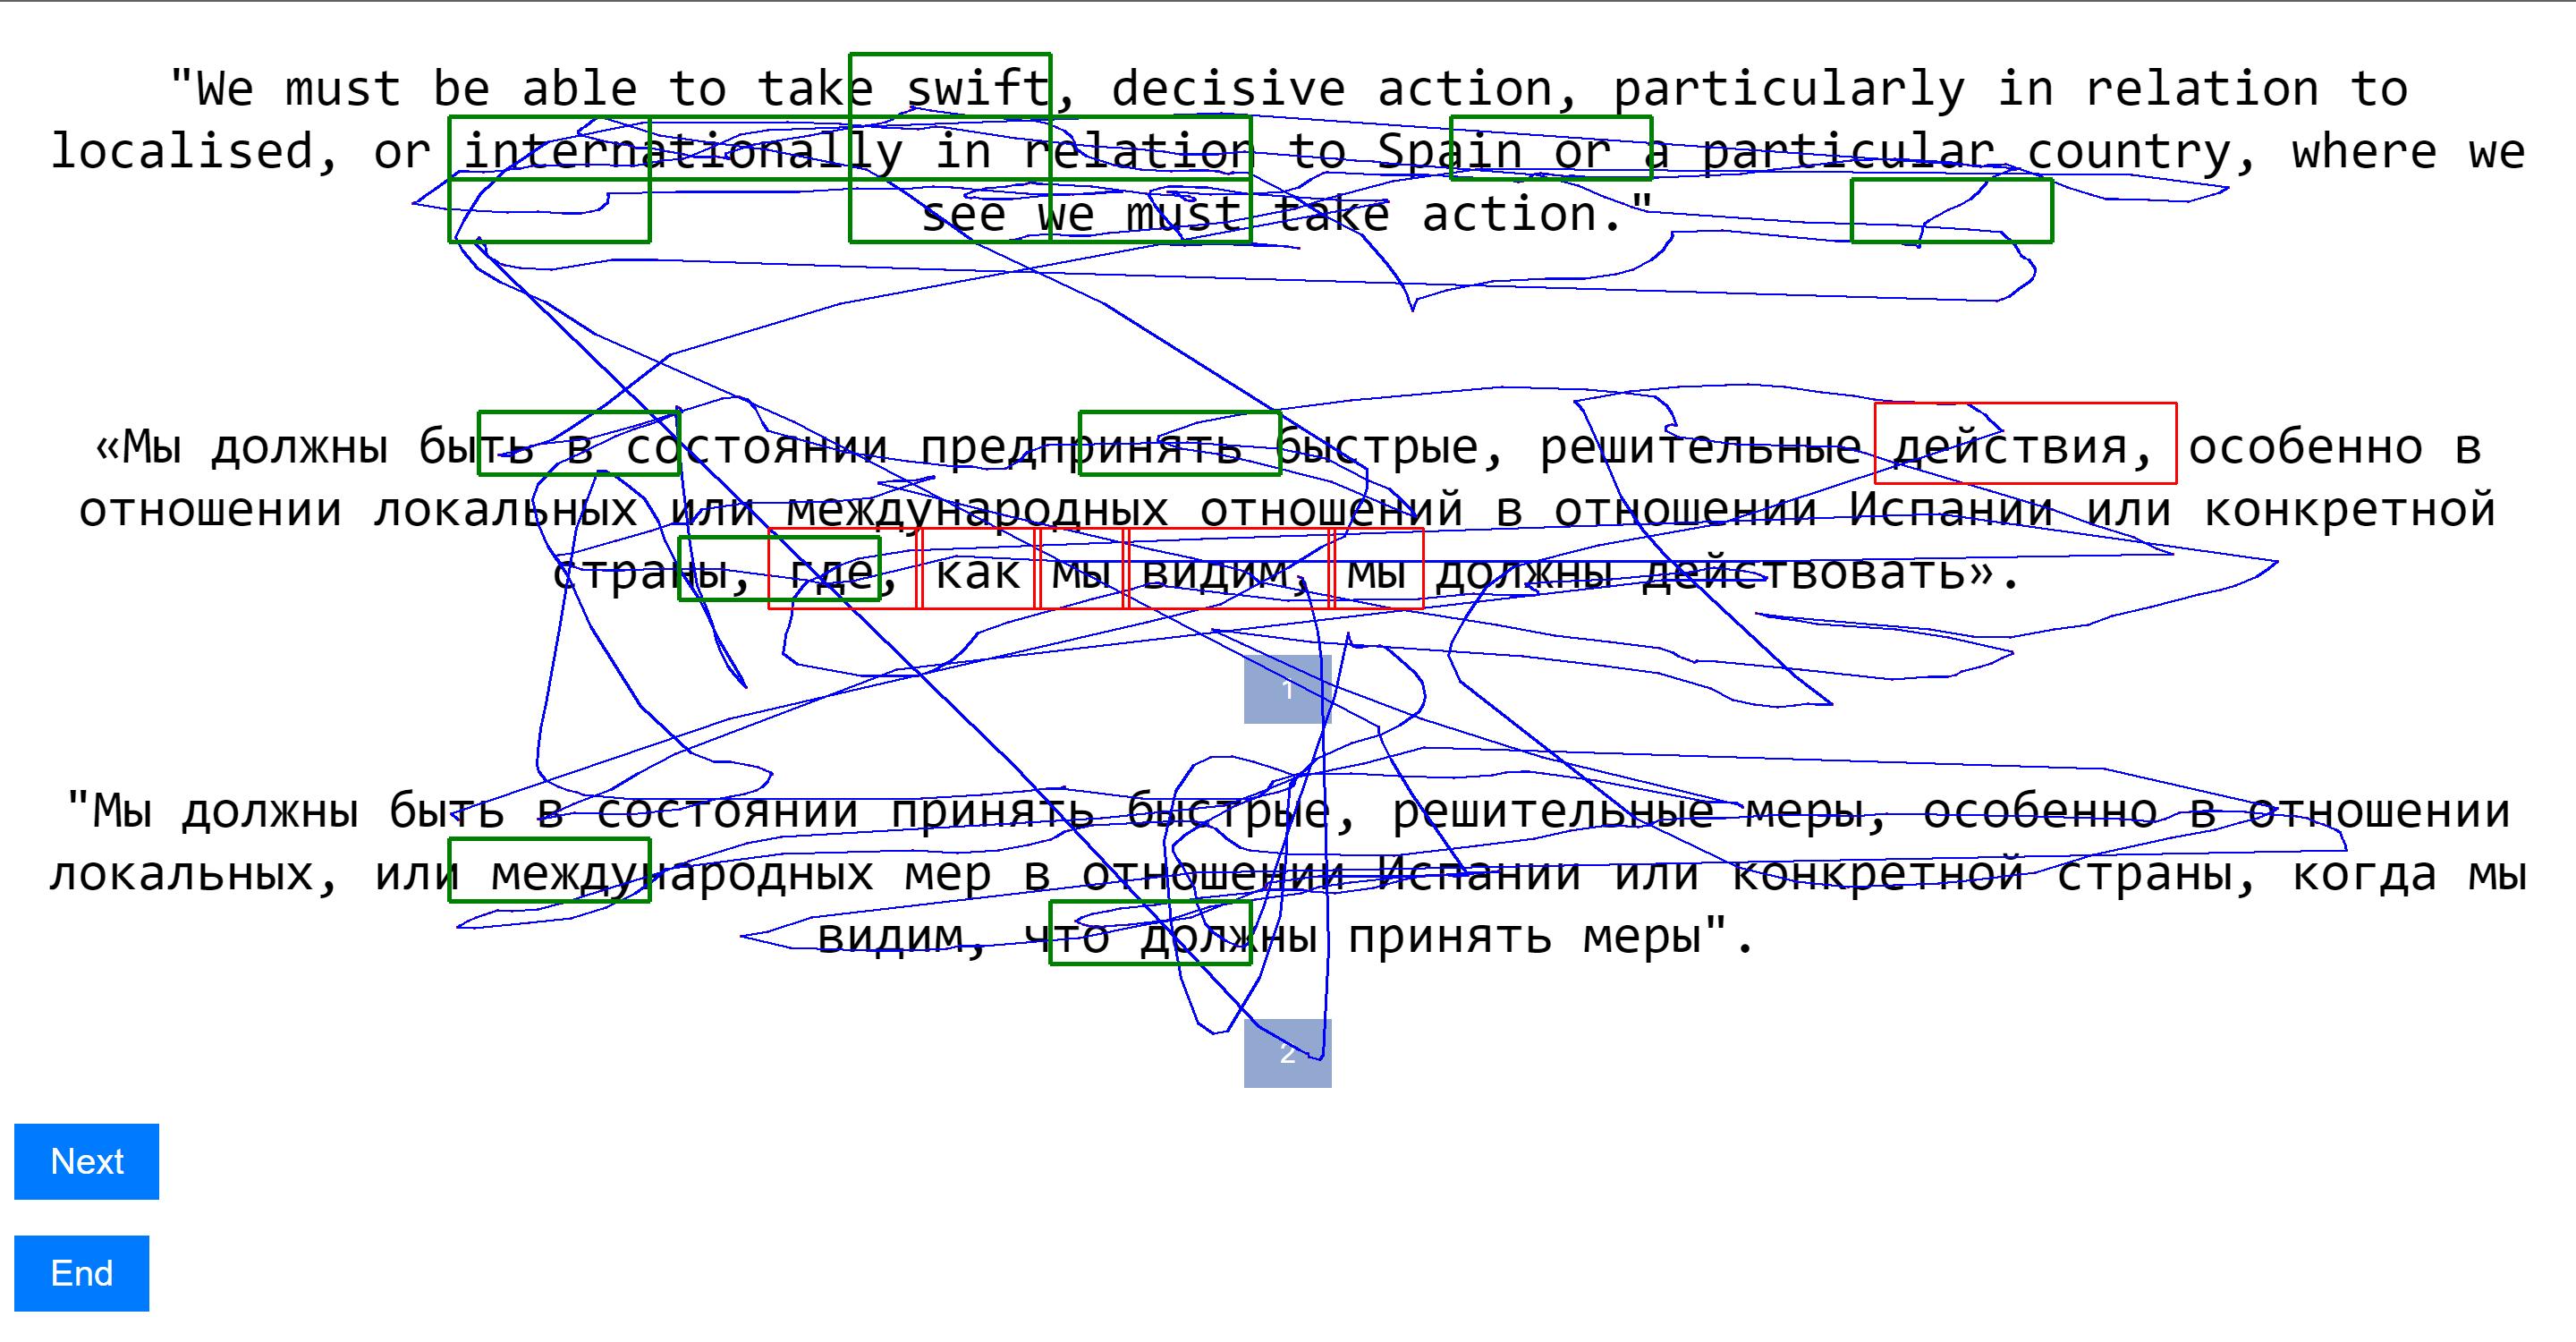 "We must be able to take swift, decisive action, particularly in relation to
localised, or internationally in relation to Spain or a particular country, where we
see we must take action."
«Мы должны быть в состоянии предпринять быстрые, решительные действия, особенно в
отношении локальных или международных отношений в отношении Испании или конкретной
страны, где, как мы видим, мы должны действовать».
1
"Мы должны быть в состоянии принять быстрые, решительные меры, особенно в отношении
локальных, или международных мер в отношении Испании или конкретной страны, когда мы
видим, что должны принять меры".
2
Next
End